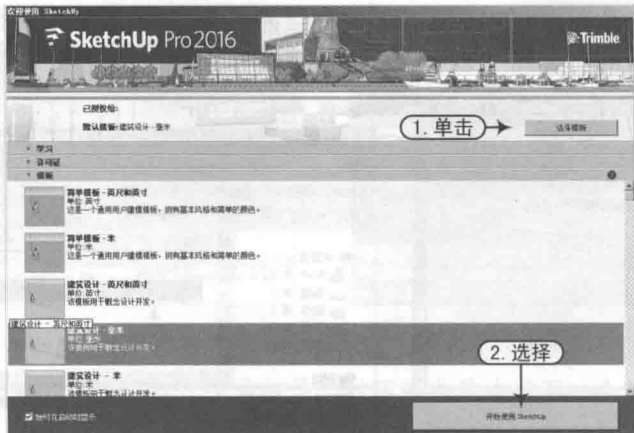 欢迎使用 SketchUp
SketchUp Pro 2016
Trimble
已授权给:
默认模板: 建筑设计 - 毫米
1. 单击
选择模板
学习
许可证
模板
简单模板 - 英尺和英寸
单位: 英寸
这是一个通用用户建模模板，拥有基本风格和简单的颜色。
简单模板 - 米
单位: 米
这是一个通用用户建模模板，拥有基本风格和简单的颜色。
建筑设计 - 英尺和英寸
单位: 英寸
该模板用于概念设计开发。
建筑设计 - 英尺和英寸
建筑设计 - 毫米
单位: 毫米
该模板用于概念设计开发。
2. 选择
建筑设计 - 米
单位: 米
该模板用于概念设计开发。
始终在启动时显示
开始使用 SketchUp